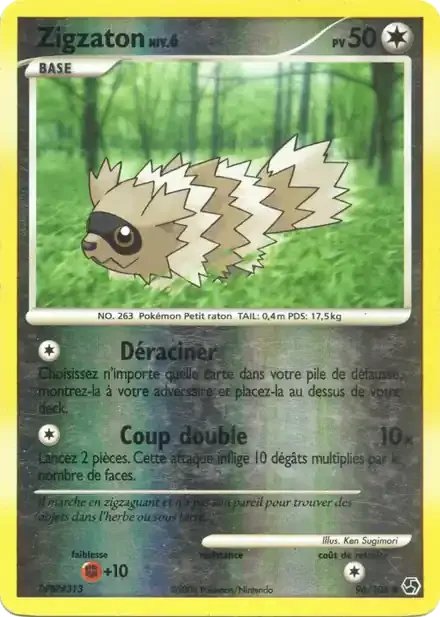 Zigzaton NIV.6 PV 50
BASE
NO. 263 Pokémon Petit raton TAIL: 0,4m PDS: 17,5kg
Déraciner
Choisissez n'importe quelle carte dans votre pile de défausse,
montrez-la à votre adversaire et placez-la au dessus de votre
deck.
Coup double 10x
Lancez 2 pièces. Cette attaque inflige 10 dégâts multipliés par le
nombre de faces.
Il marche en zigzaguant et n'a pas son pareil pour trouver des
objets dans l'herbe ou sous terre.
Illus. Ken Sugimori
faiblesse résistance coût de retraite
+10
Pokémon/Nintendo